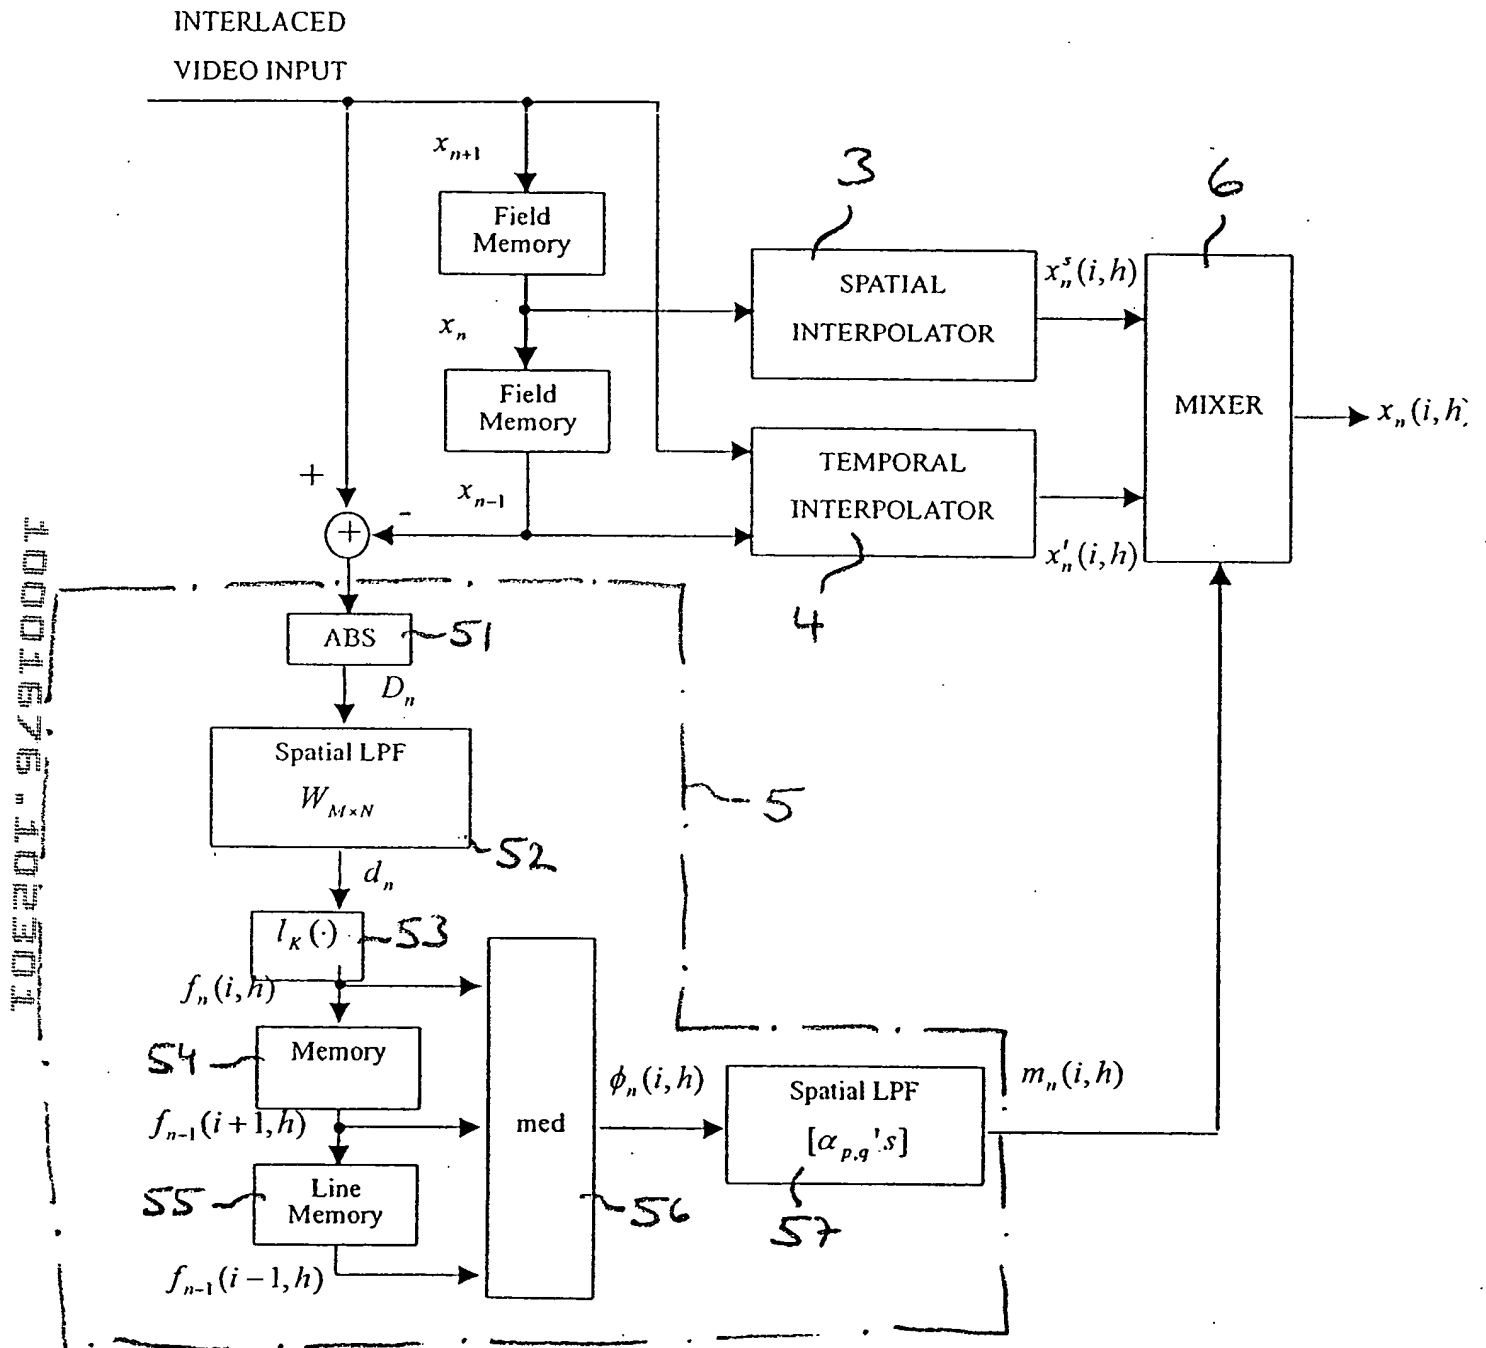 INTERLACED
VIDEO INPUT
x_{n+1}
Field
Memory
x_n
Field
Memory
x_{n-1}
+
-
+
3
SPATIAL
INTERPOLATOR
x_n^s(i,h)
6
MIXER
x_n(i,h)
TEMPORAL
INTERPOLATOR
x_n^t(i,h)
4
ABS
51
D_n
Spatial LPF
W_{M×N}
52
d_n
5
l_K(·)
53
f_n(i,h)
Memory
54
f_{n-1}(i+1,h)
Line
Memory
55
f_{n-1}(i-1,h)
med
56
ϕ_n(i,h)
Spatial LPF
[α_{p,q}'s]
57
m_n(i,h)
10001676.102301